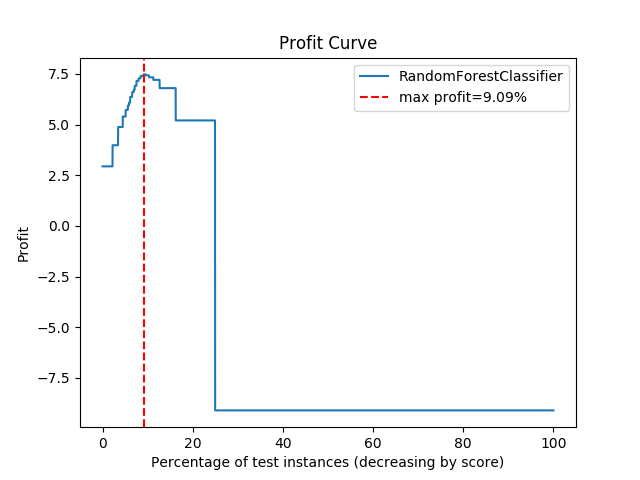 Profit Curve
RandomForestClassifier
max profit=9.09%
7.5
5.0
2.5
0.0
−2.5
−5.0
−7.5
Profit
0 20 40 60 80 100
Percentage of test instances (decreasing by score)